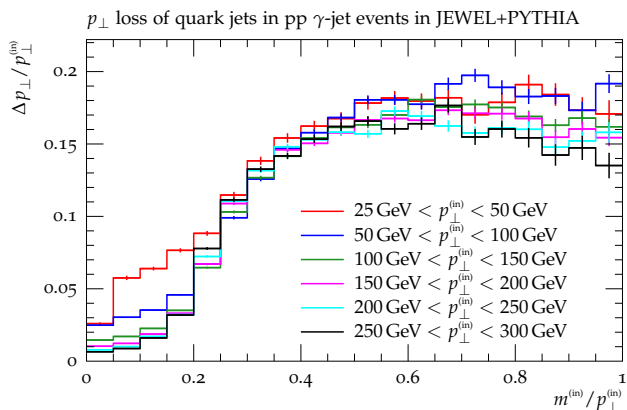 p⊥ loss of quark jets in pp γ-jet events in JEWEL+PYTHIA
Δp⊥/p⊥^(in)
0.2
0.15
0.1
0.05
0
25 GeV < p⊥^(in) < 50 GeV
50 GeV < p⊥^(in) < 100 GeV
100 GeV < p⊥^(in) < 150 GeV
150 GeV < p⊥^(in) < 200 GeV
200 GeV < p⊥^(in) < 250 GeV
250 GeV < p⊥^(in) < 300 GeV
0 0.2 0.4 0.6 0.8 1
m^(in)/p⊥^(in)